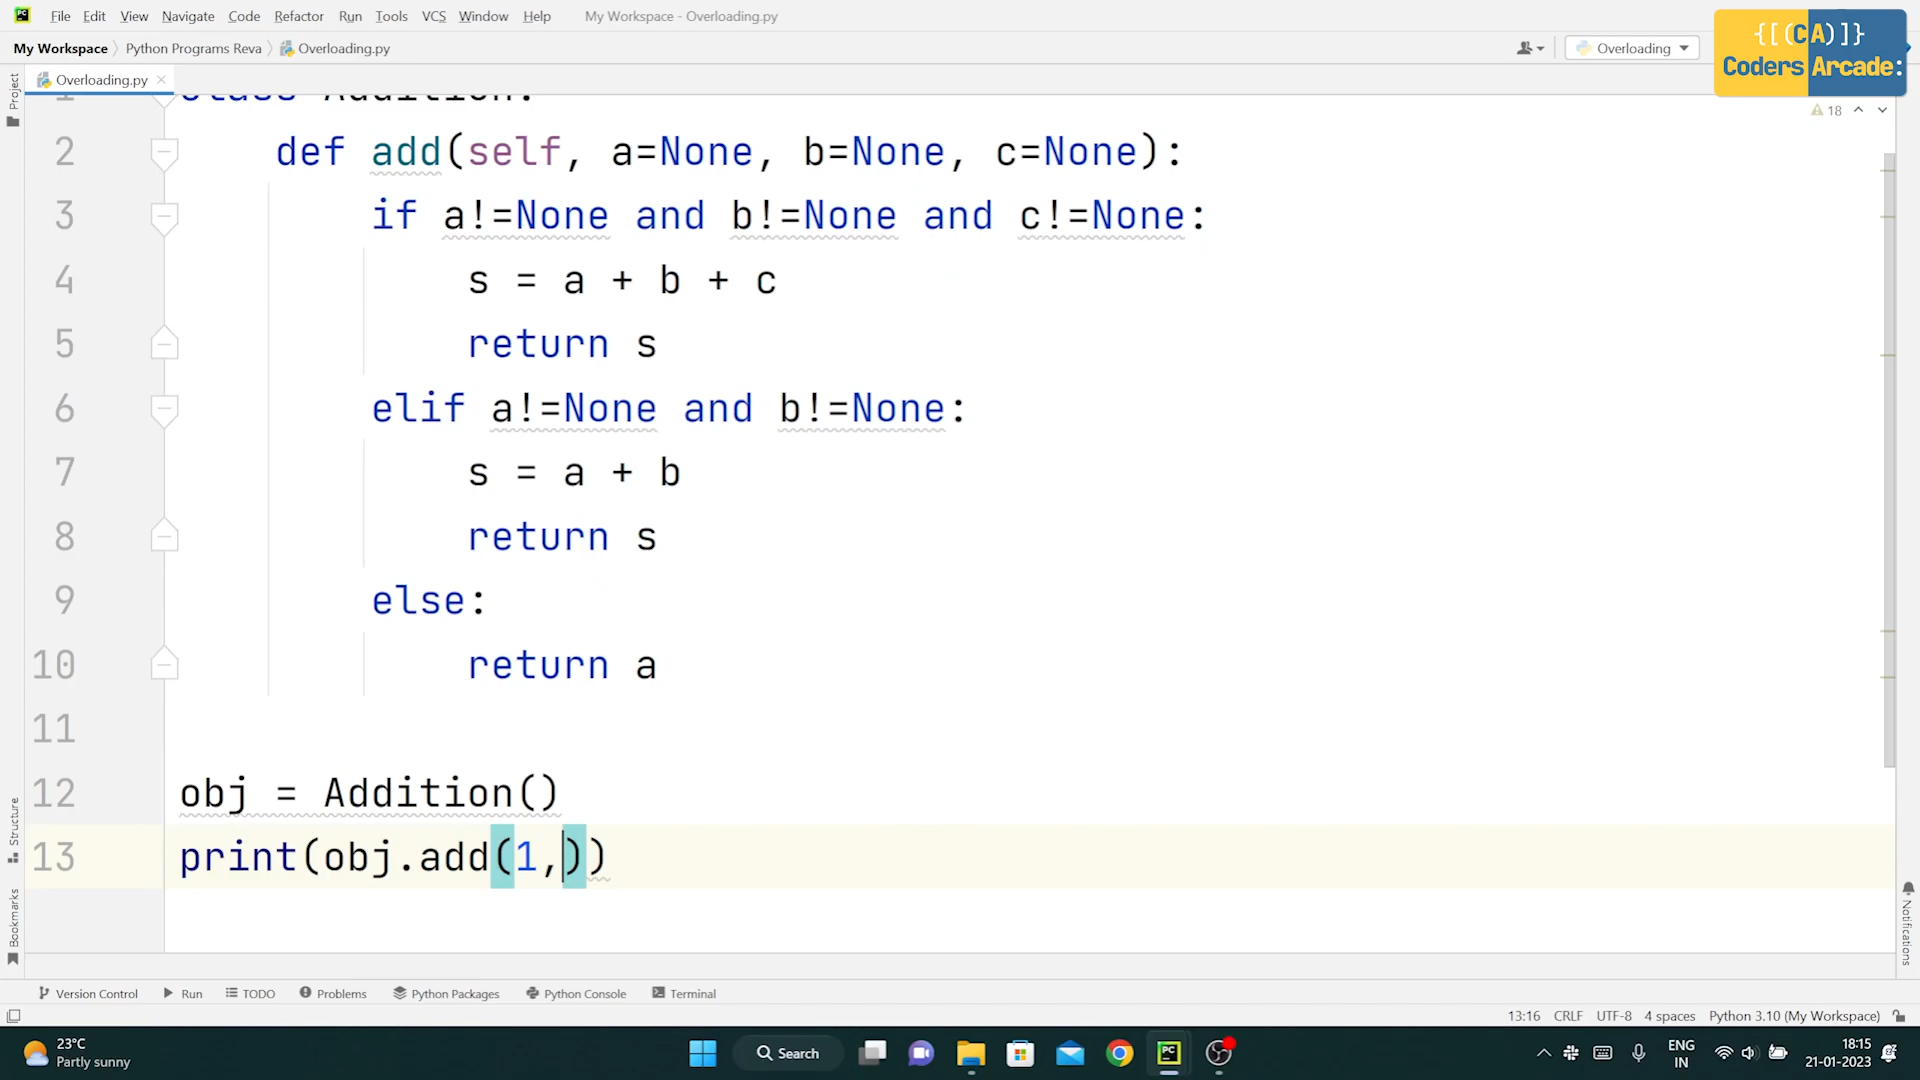 File Edit View Navigate Code Refactor Run Tools VCS Window Help My Workspace - Overloading.py
My Workspace Python Programs Reva Overloading.py Overloading
{[(CA)]}
Coders Arcade:
Project Overloading.py
18
1 class Addition:
2 def add(self, a=None, b=None, c=None):
3 if a!=None and b!=None and c!=None:
4 s = a + b + c
5 return s
6 elif a!=None and b!=None:
7 s = a + b
8 return s
9 else:
10 return a
11
12 obj = Addition()
13 print(obj.add(1,))
Structure
Bookmarks
Notifications
Version Control Run TODO Problems Python Packages Python Console Terminal
13:16 CRLF UTF-8 4 spaces Python 3.10 (My Workspace)
23°C
Partly sunny
Search
ENG
IN
18:15
21-01-2023